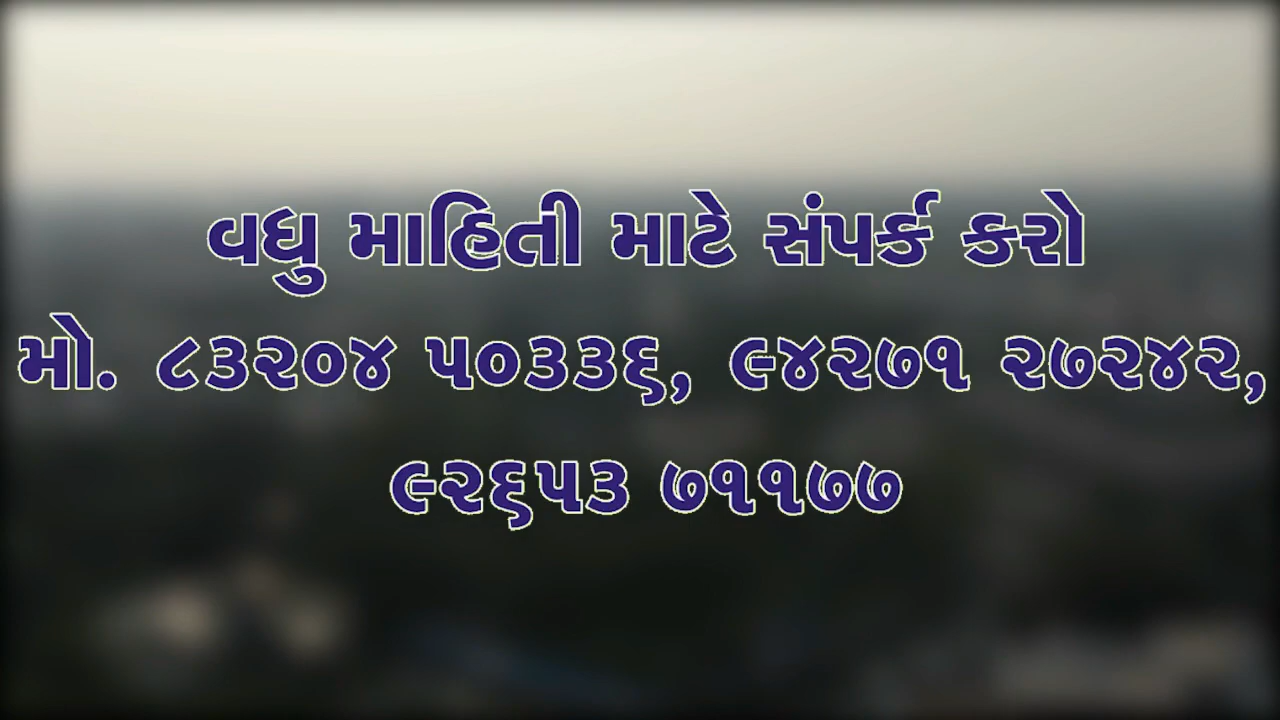 વધુ માહિતી માટે સંપર્ક કરો
મો. ૮૩૨૦૪ ૫૦૩૩૬, ૯૪૨૭૧ ૨૭૨૪૨,
૯૨૬૫૩ ૭૧૧૭૭